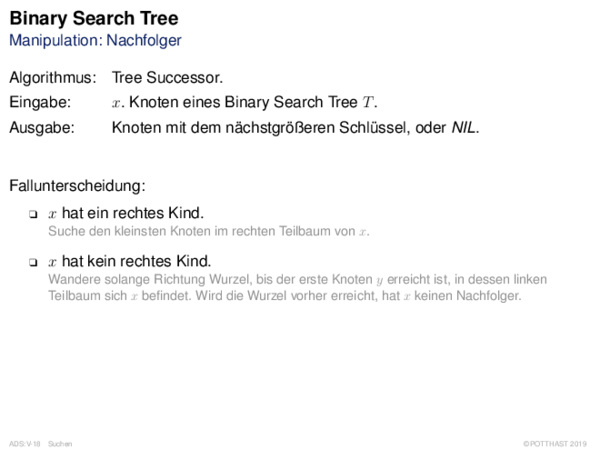 Binary Search Tree
Manipulation: Nachfolger
Algorithmus: Tree Successor.
Eingabe: x. Knoten eines Binary Search Tree T.
Ausgabe: Knoten mit dem nächstgrößeren Schlüssel, oder NIL.
Fallunterscheidung:
❑ x hat ein rechtes Kind.
Suche den kleinsten Knoten im rechten Teilbaum von x.
❑ x hat kein rechtes Kind.
Wandere solange Richtung Wurzel, bis der erste Knoten y erreicht ist, in dessen linken
Teilbaum sich x befindet. Wird die Wurzel vorher erreicht, hat x keinen Nachfolger.
ADS:V-18 Suchen © POTTHAST 2019